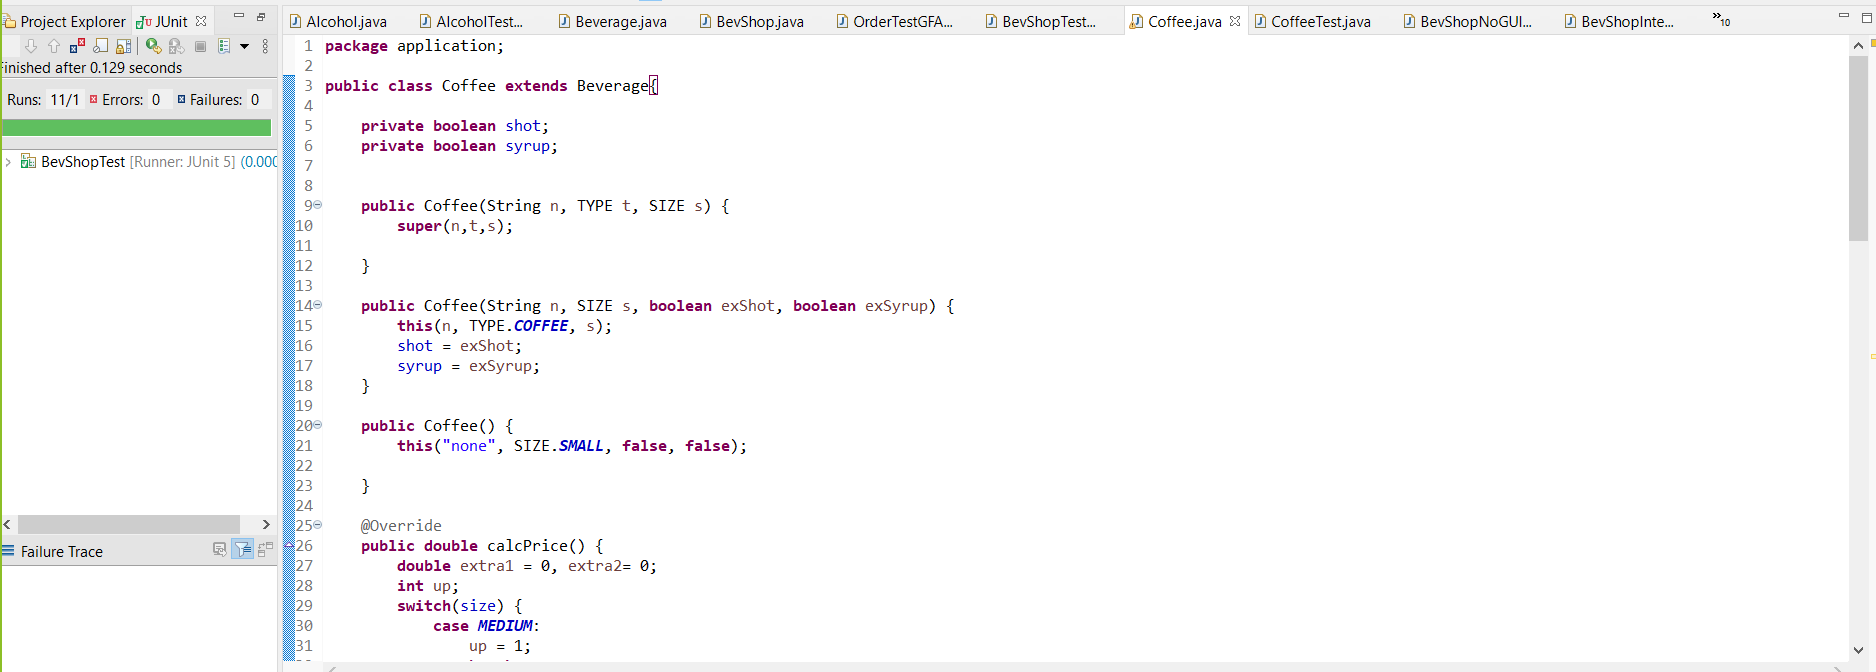 Project Explorer
JUnit
Finished after 0.129 seconds
Runs: 11/1
Errors: 0
Failures: 0
BevShopTest [Runner: JUnit 5] (0.000
Failure Trace
Alcohol.java
AlcoholTest...
Beverage.java
BevShop.java
OrderTestGFA...
BevShopTest...
Coffee.java
CoffeeTest.java
BevShopNoGUI...
BevShopInte...
»10
1 package application;
2
3 public class Coffee extends Beverage{
4
5 private boolean shot;
6 private boolean syrup;
7
8
9 public Coffee(String n, TYPE t, SIZE s) {
10 super(n,t,s);
11
12 }
13
14 public Coffee(String n, SIZE s, boolean exShot, boolean exSyrup) {
15 this(n, TYPE.COFFEE, s);
16 shot = exShot;
17 syrup = exSyrup;
18 }
19
20 public Coffee() {
21 this("none", SIZE.SMALL, false, false);
22
23 }
24
25 @Override
26 public double calcPrice() {
27 double extra1 = 0, extra2= 0;
28 int up;
29 switch(size) {
30 case MEDIUM:
31 up = 1;